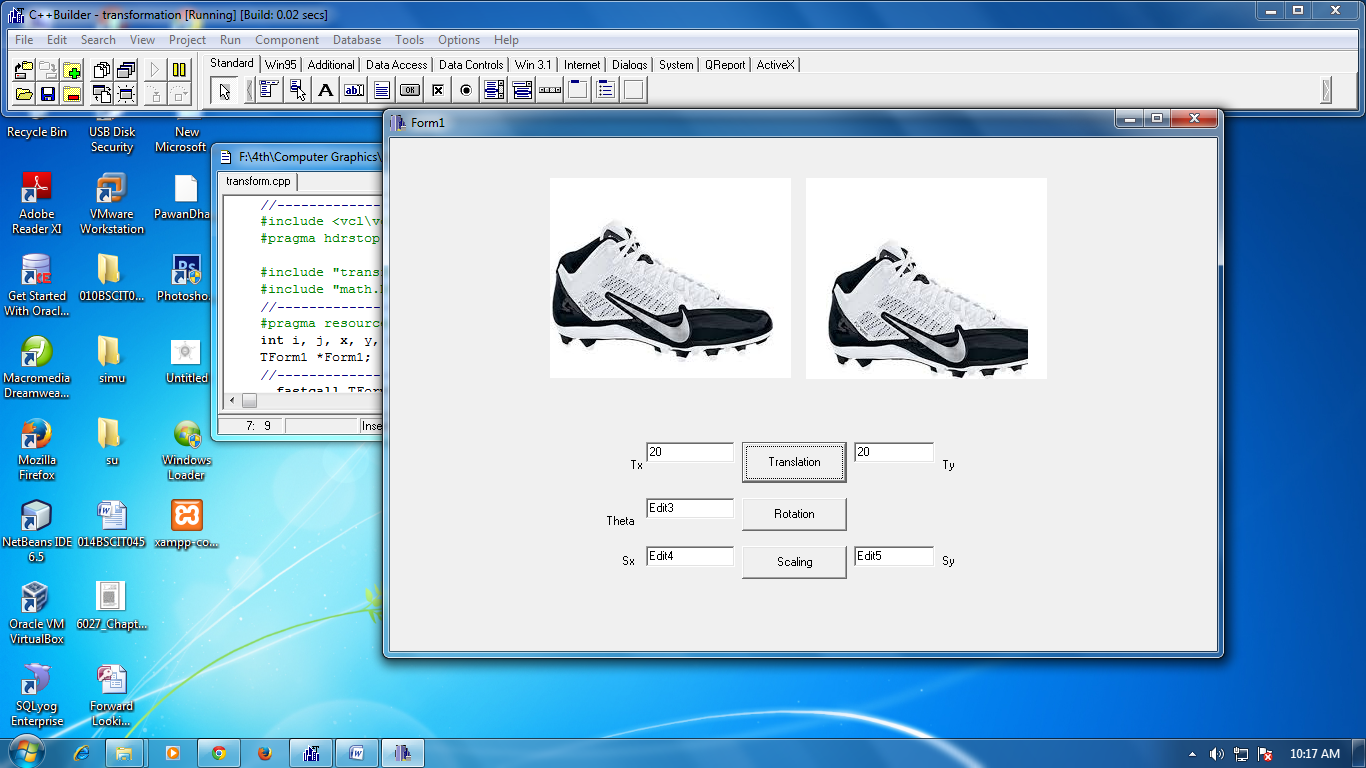 C++Builder - transformation [Running] [Build: 0.02 secs]
File Edit Search View Project Run Component Database Tools Options Help
Standard Win95 Additional Data Access Data Controls Win 3.1 Internet Dialogs System QReport ActiveX
A ab OK
Recycle Bin
USB Disk Security
New Microsoft
Adobe Reader XI
VMware Workstation
PawanDha
Get Started With Oracl...
010BSCIT0...
Photosho...
Macromedia Dreamwea...
simu
Untitled
Mozilla Firefox
su
Windows Loader
NetBeans IDE 6.5
014BSCIT045
xampp-co...
Oracle VM VirtualBox
6027_Chapt...
SQLyog Enterprise
Forward Looki...
F:\4th\Computer Graphics\
transform.cpp
//---------------
#include <vcl\v
#pragma hdrstop
#include "trans
#include "math.
//---------------
#pragma resourc
int i, j, x, y,
TForm1 *Form1;
//---------------
7: 9 Inse
Form1
Tx 20 Translation 20 Ty
Theta Edit3 Rotation
Sx Edit4 Scaling Edit5 Sy
10:17 AM